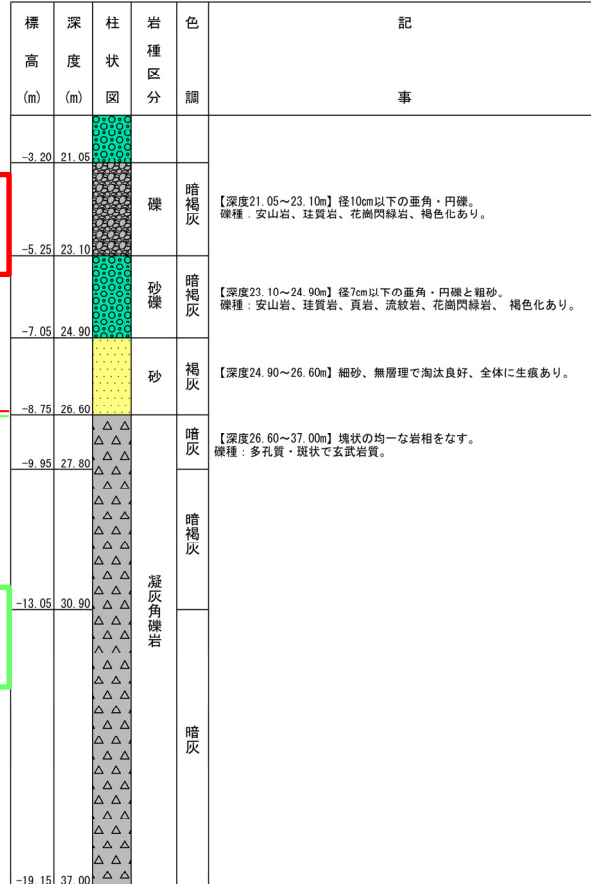 標高(m)
深度(m)
柱状図
岩種区分
色調
記事
-3.20 21.05
礫
暗褐灰
【深度21.05～23.10m】径10cm以下の亜角・円礫。
礫種：安山岩、珪質岩、花崗閃緑岩、褐色化あり。
-5.25 23.10
砂礫
暗褐灰
【深度23.10～24.90m】径7cm以下の亜角・円礫と粗砂。
礫種：安山岩、珪質岩、頁岩、流紋岩、花崗閃緑岩、 褐色化あり。
-7.05 24.90
砂
褐灰
【深度24.90～26.60m】細砂、無層理で淘汰良好、全体に生痕あり。
-8.75 26.60
暗灰
【深度26.60～37.00m】塊状の均一な岩相をなす。
礫種：多孔質・斑状で玄武岩質。
-9.95 27.80
暗褐灰
凝灰角礫岩
-13.05 30.90
暗灰
-19.15 37.00